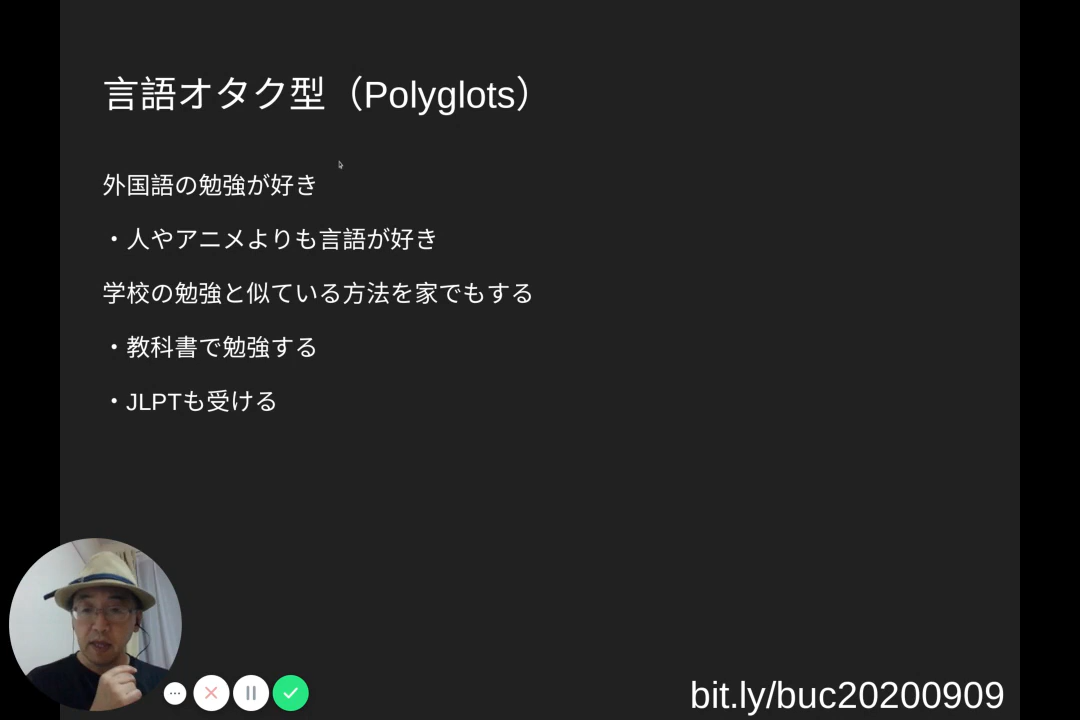 言語オタク型（Polyglots）
外国語の勉強が好き
・人やアニメよりも言語が好き
学校の勉強と似ている方法を家でもする
・教科書で勉強する
・JLPTも受ける
bit.ly/buc20200909